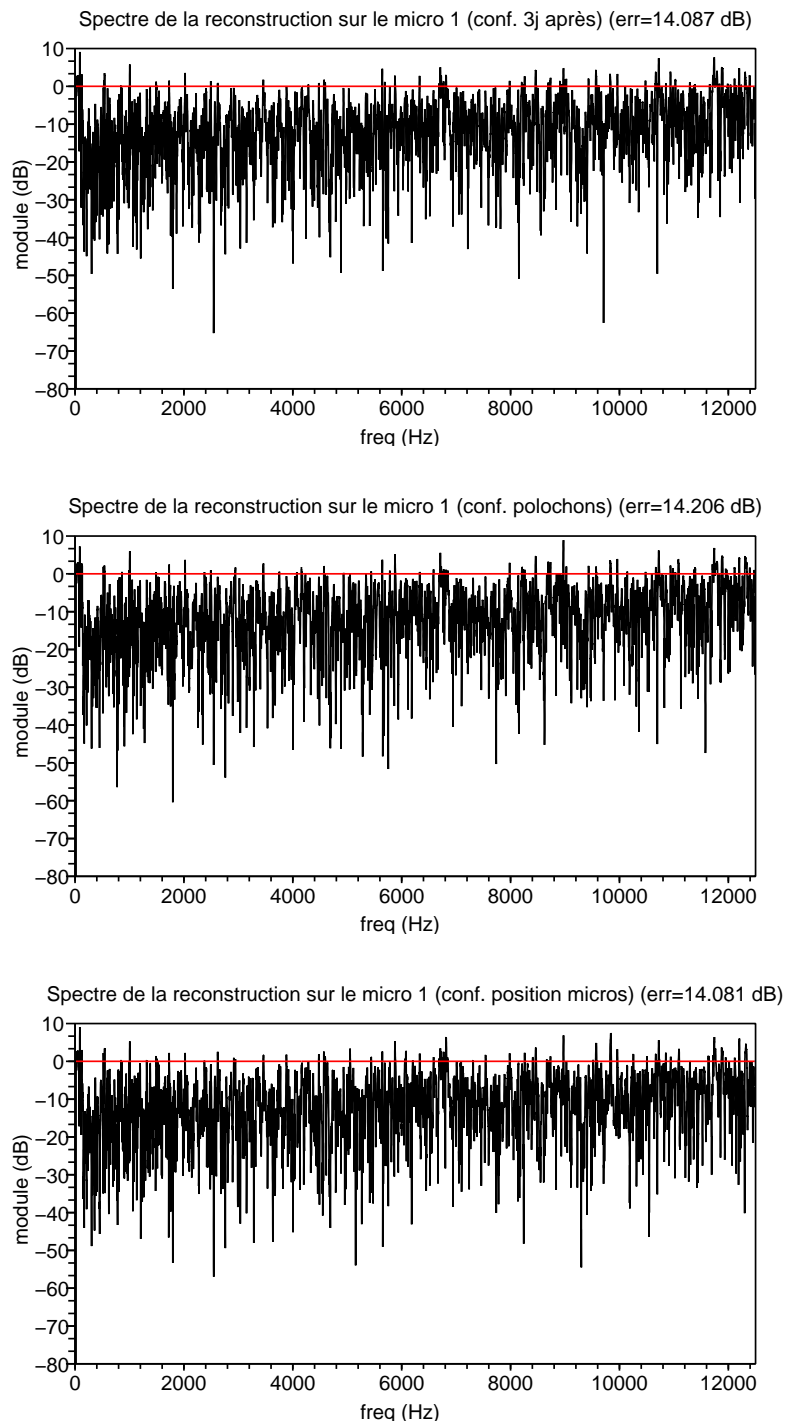 Spectre de la reconstruction sur le micro 1 (conf. 3j après) (err=14.087 dB)
10
0
−10
−20
−30
−40
−50
−60
−70
−80
module (dB)
0 2000 4000 6000 8000 10000 12000
freq (Hz)
Spectre de la reconstruction sur le micro 1 (conf. polochons) (err=14.206 dB)
10
0
−10
−20
−30
−40
−50
−60
−70
−80
module (dB)
0 2000 4000 6000 8000 10000 12000
freq (Hz)
Spectre de la reconstruction sur le micro 1 (conf. position micros) (err=14.081 dB)
10
0
−10
−20
−30
−40
−50
−60
−70
−80
module (dB)
0 2000 4000 6000 8000 10000 12000
freq (Hz)